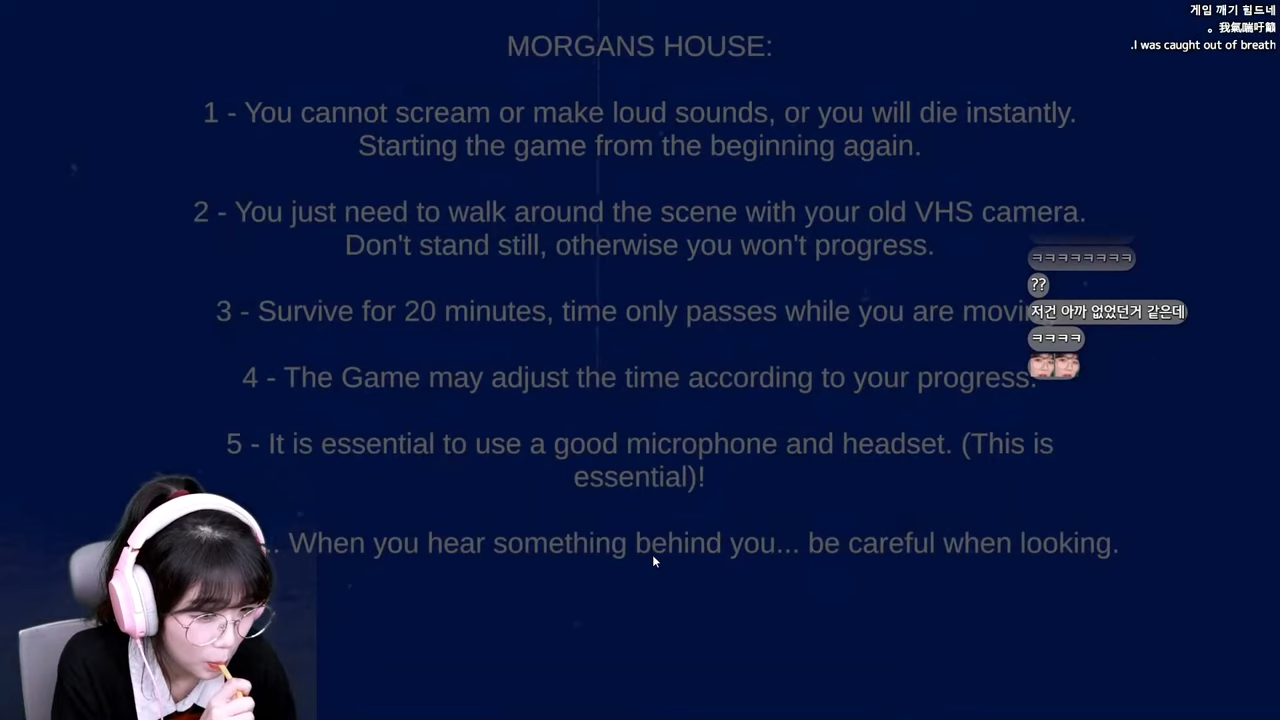 게임 깨기 힘드네
。我氣喘吁籲
.I was caught out of breath
MORGANS HOUSE:
1 - You cannot scream or make loud sounds, or you will die instantly.
Starting the game from the beginning again.
2 - You just need to walk around the scene with your old VHS camera.
Don't stand still, otherwise you won't progress.
3 - Survive for 20 minutes, time only passes while you are movin
4 - The Game may adjust the time according to your progress.
5 - It is essential to use a good microphone and headset. (This is
essential)!
.. When you hear something behind you... be careful when looking.
ㅋㅋㅋㅋㅋㅋㅋㅋ
??
저건 아까 없었던거 같은데
ㅋㅋㅋㅋ